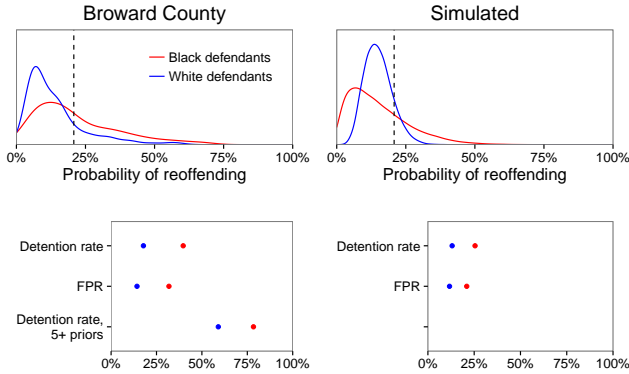 Broward County
Simulated
Black defendants
White defendants
0% 25% 50% 75% 100%
0% 25% 50% 75% 100%
Probability of reoffending
Probability of reoffending
Detention rate
FPR
Detention rate,
5+ priors
0% 25% 50% 75% 100%
Detention rate
FPR
0% 25% 50% 75% 100%